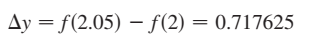 Δy = f(2.05) − f(2) = 0.717625